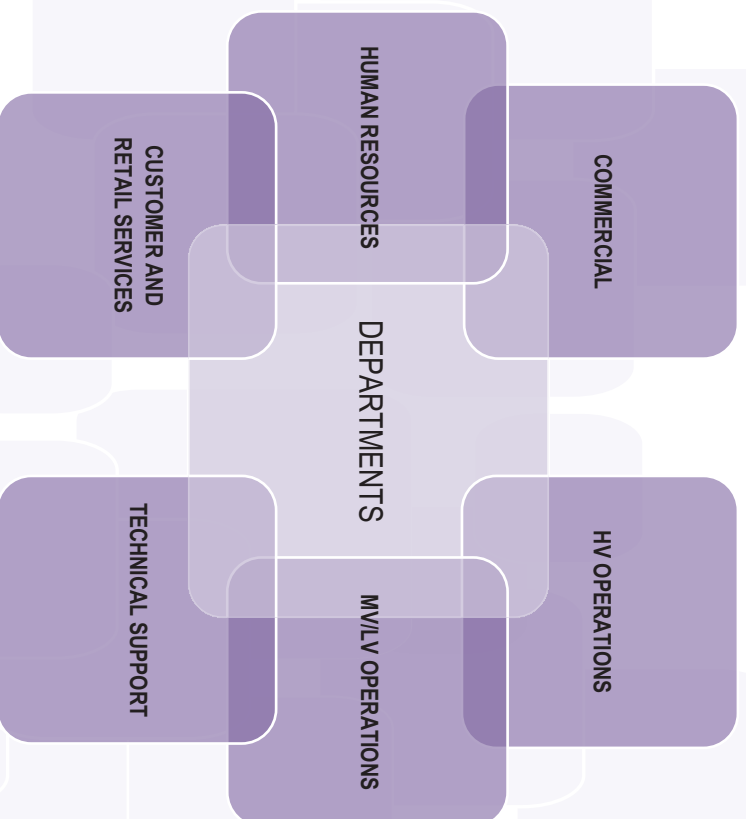 COMMERCIAL
HV OPERATIONS
HUMAN RESOURCES
DEPARTMENTS
MV/LV OPERATIONS
CUSTOMER AND
RETAIL SERVICES
TECHNICAL SUPPORT